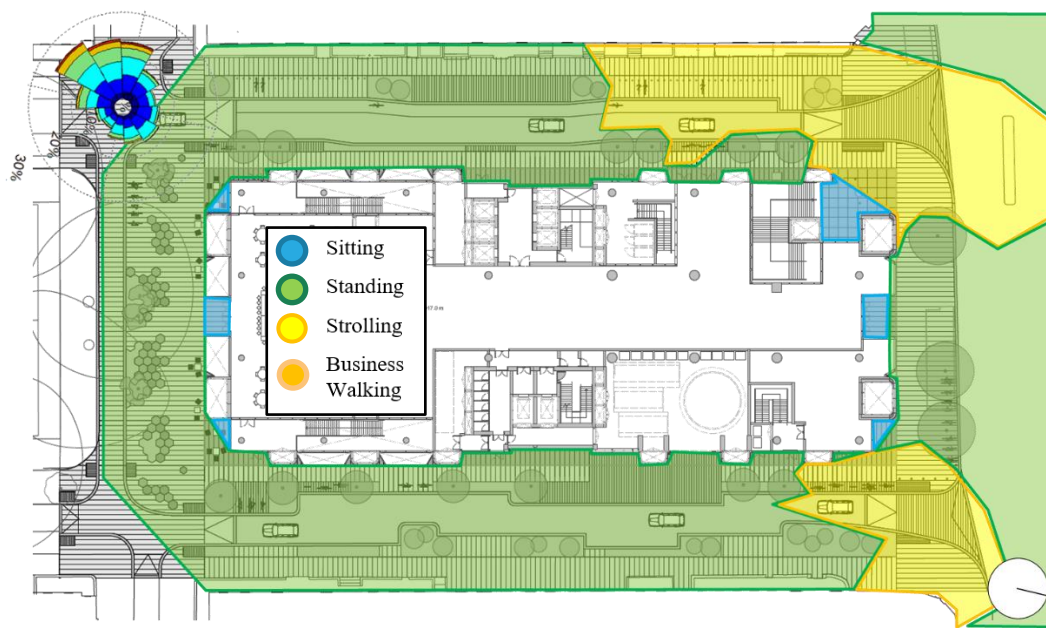 10%
20%
30%
Sitting
Standing
Strolling
Business
Walking